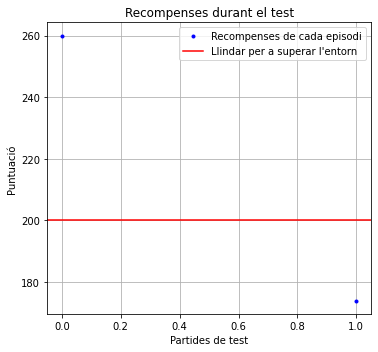 Recompenses durant el test
Recompenses de cada episodi
Llindar per a superar l'entorn
Puntuació
260
240
220
200
180
0.0 0.2 0.4 0.6 0.8 1.0
Partides de test